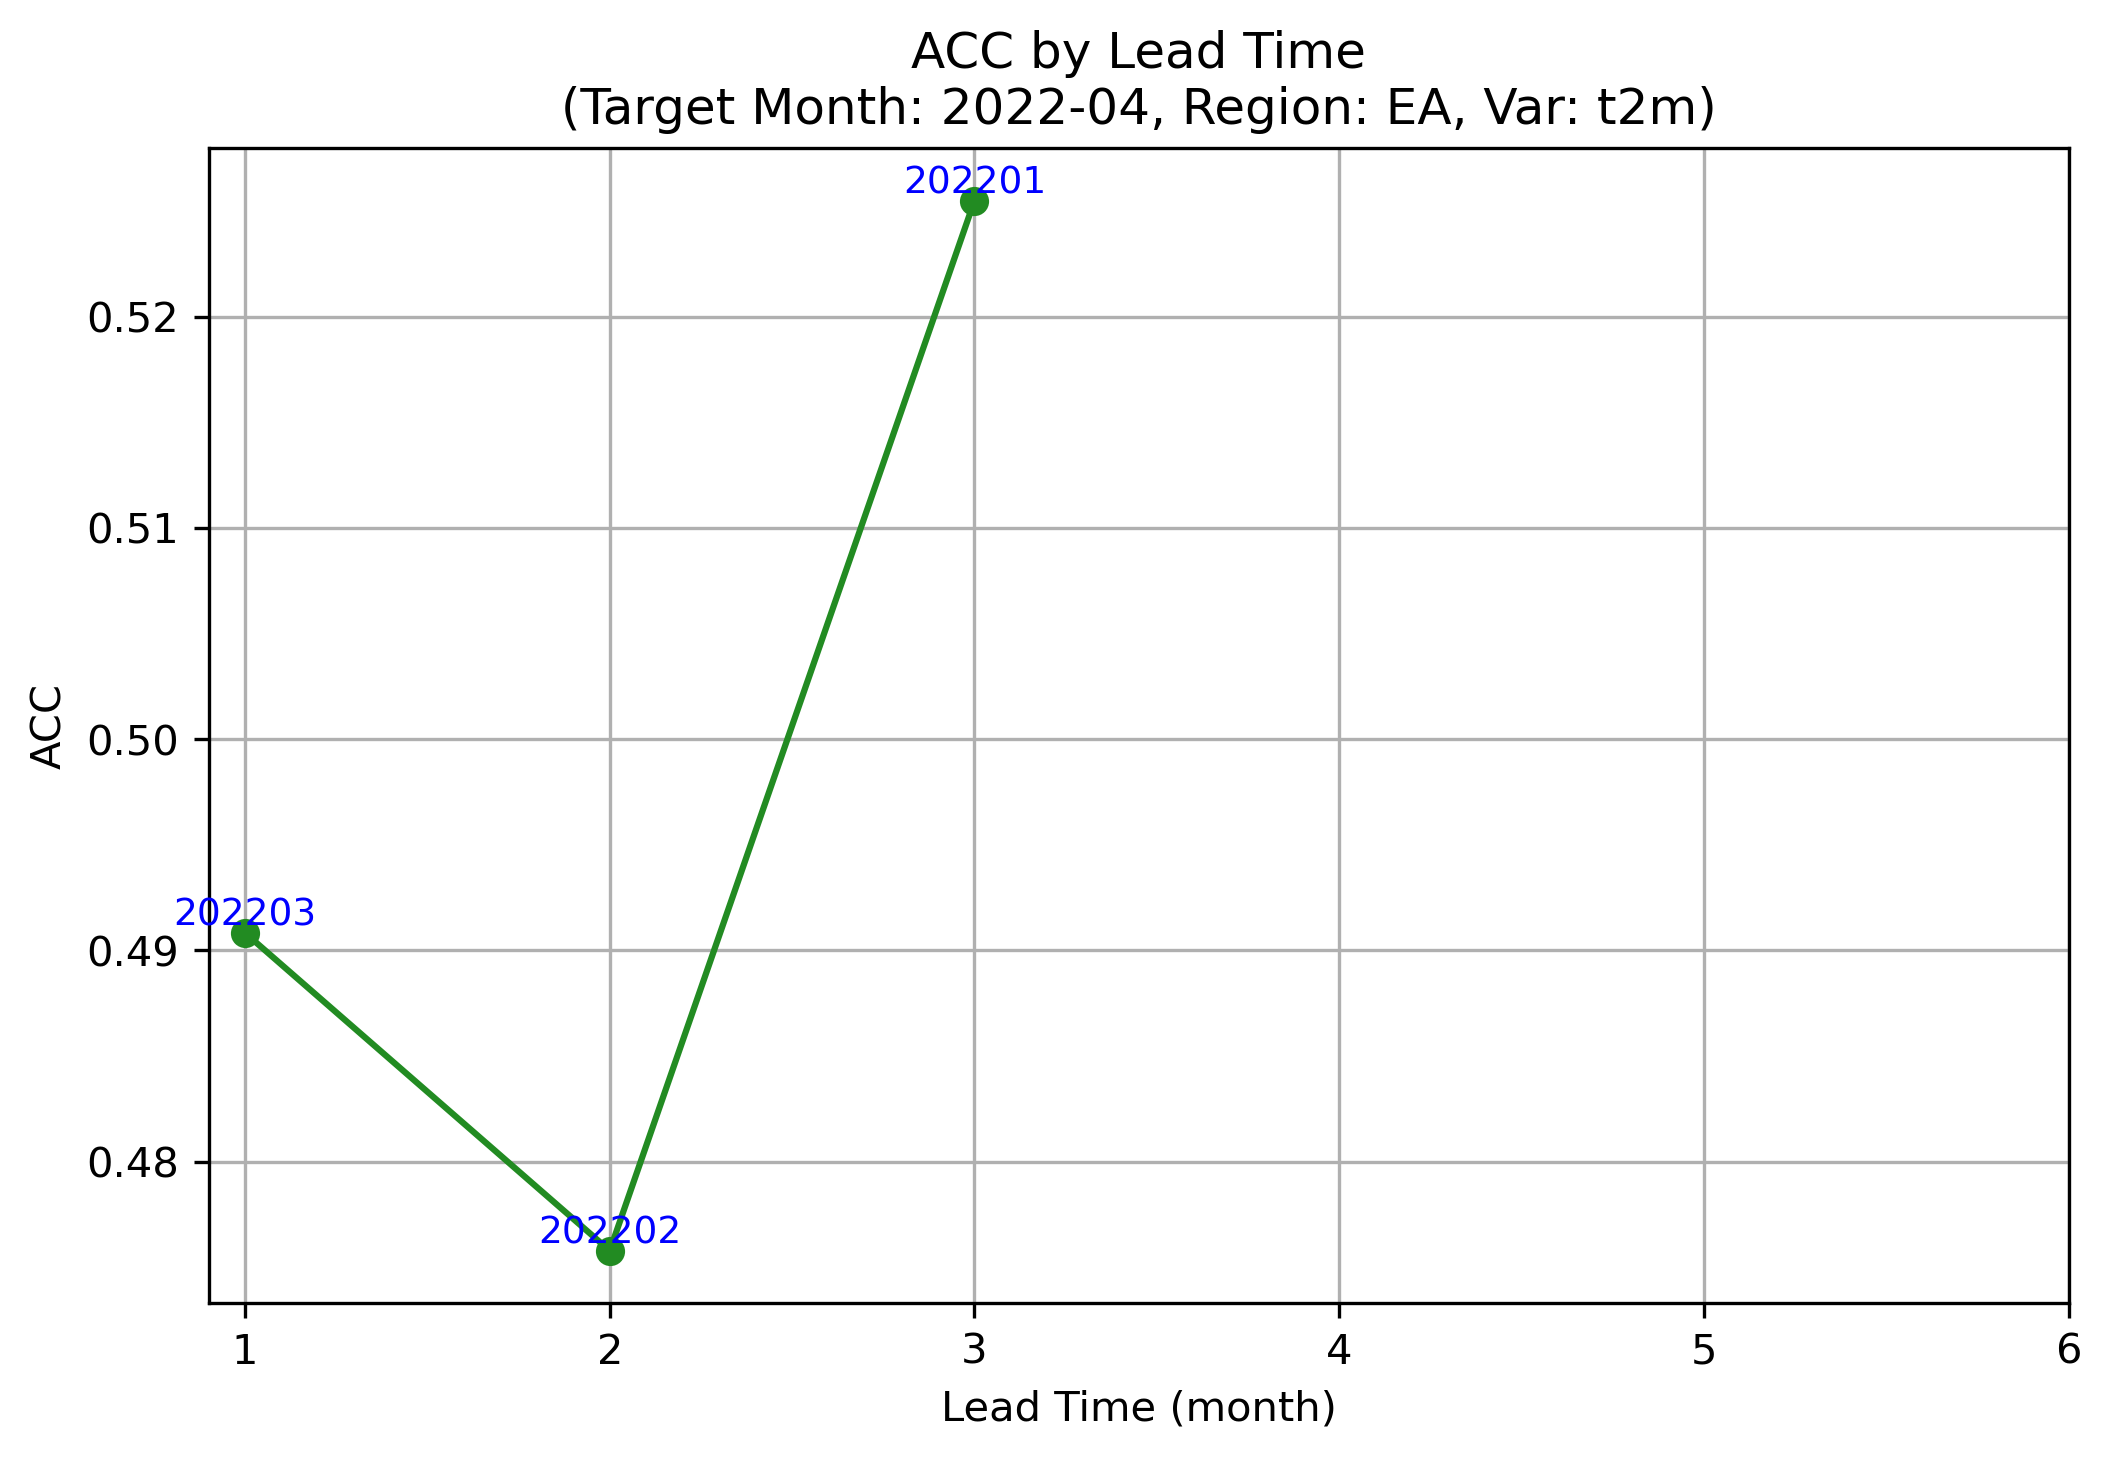 ACC by Lead Time
(Target Month: 2022-04, Region: EA, Var: t2m)
202201
0.52
0.51
0.50
ACC
202203
0.49
0.48
202202
1 2 3 4 5 6
Lead Time (month)